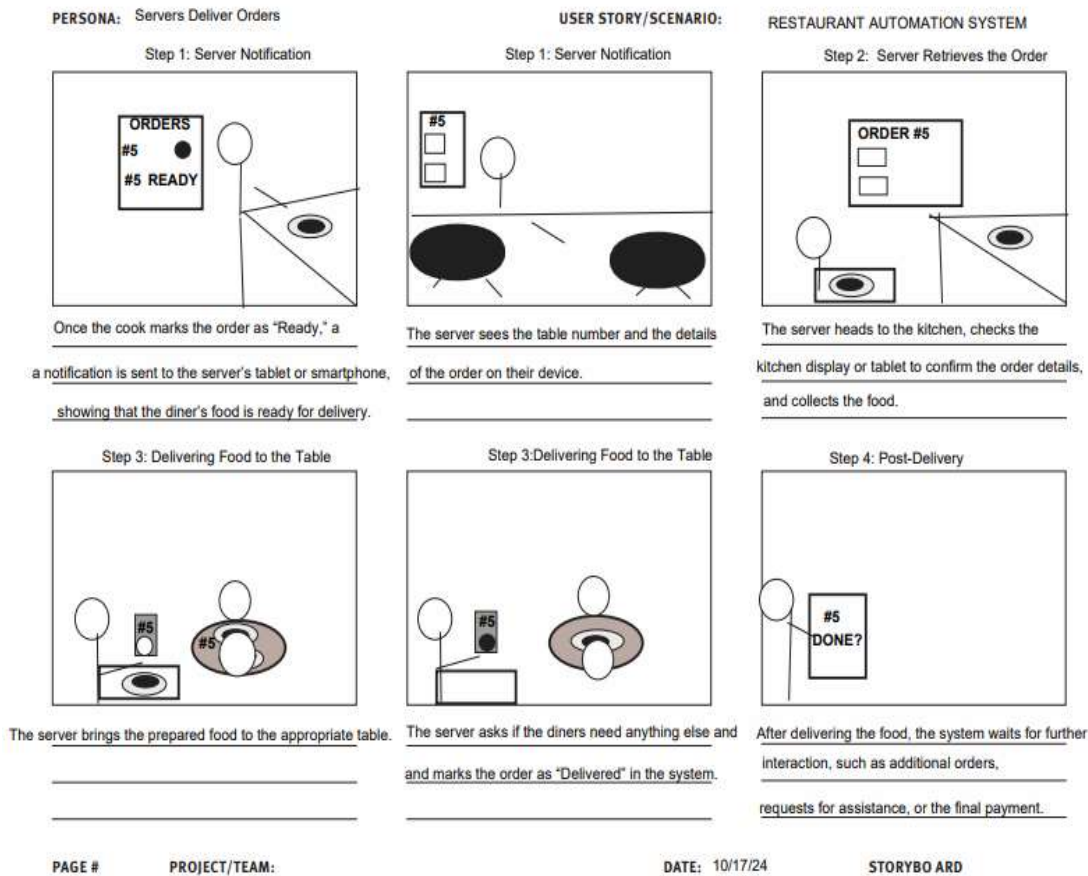 PERSONA: Servers Deliver Orders
USER STORY/SCENARIO: RESTAURANT AUTOMATION SYSTEM
Step 1: Server Notification
ORDERS
#5
#5 READY
Once the cook marks the order as “Ready,” a
a notification is sent to the server’s tablet or smartphone,
showing that the diner’s food is ready for delivery.
Step 1: Server Notification
#5
The server sees the table number and the details
of the order on their device.
Step 2: Server Retrieves the Order
ORDER #5
The server heads to the kitchen, checks the
kitchen display or tablet to confirm the order details,
and collects the food.
Step 3: Delivering Food to the Table
#5
#5
The server brings the prepared food to the appropriate table.
Step 3:Delivering Food to the Table
#5
The server asks if the diners need anything else and
and marks the order as “Delivered” in the system.
Step 4: Post-Delivery
#5
DONE?
After delivering the food, the system waits for further
interaction, such as additional orders,
requests for assistance, or the final payment.
PAGE # PROJECT/TEAM: DATE: 10/17/24 STORYBO ARD